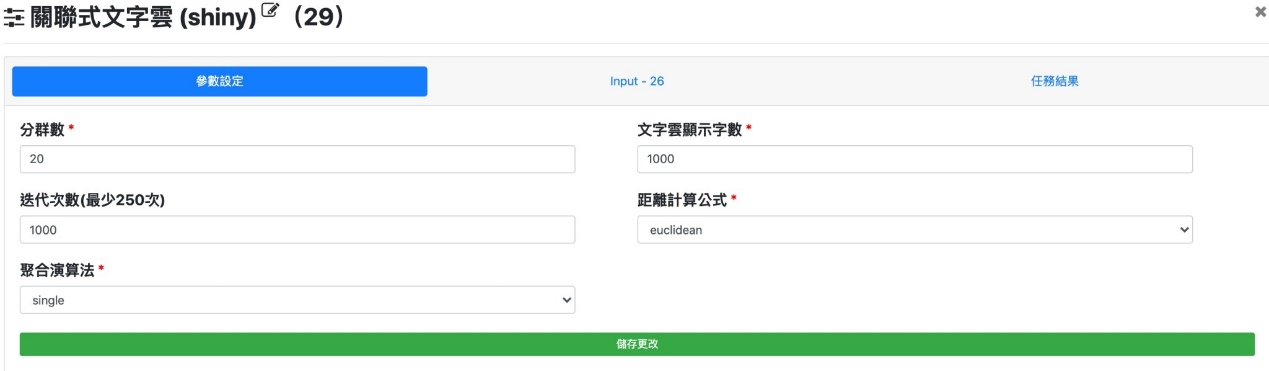 關聯式文字雲 (shiny) (29)
參數設定 Input - 26 任務結果
分群數 * 文字雲顯示字數 *
20 1000
迭代次數(最少250次) 距離計算公式 *
1000 euclidean
聚合演算法 *
single
儲存更改